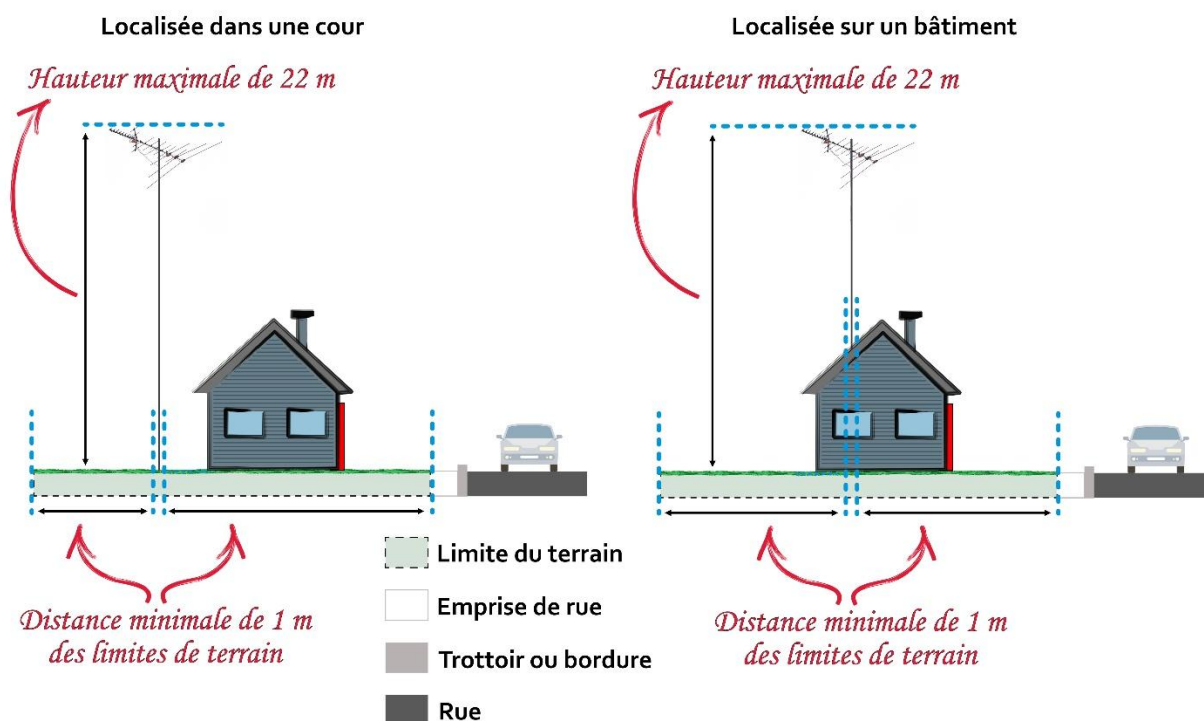 Localisée dans une cour
Hauteur maximale de 22 m
Localisée sur un bâtiment
Hauteur maximale de 22 m
Distance minimale de 1 m
des limites de terrain
Limite du terrain
Emprise de rue
Trottoir ou bordure
Rue
Distance minimale de 1 m
des limites de terrain